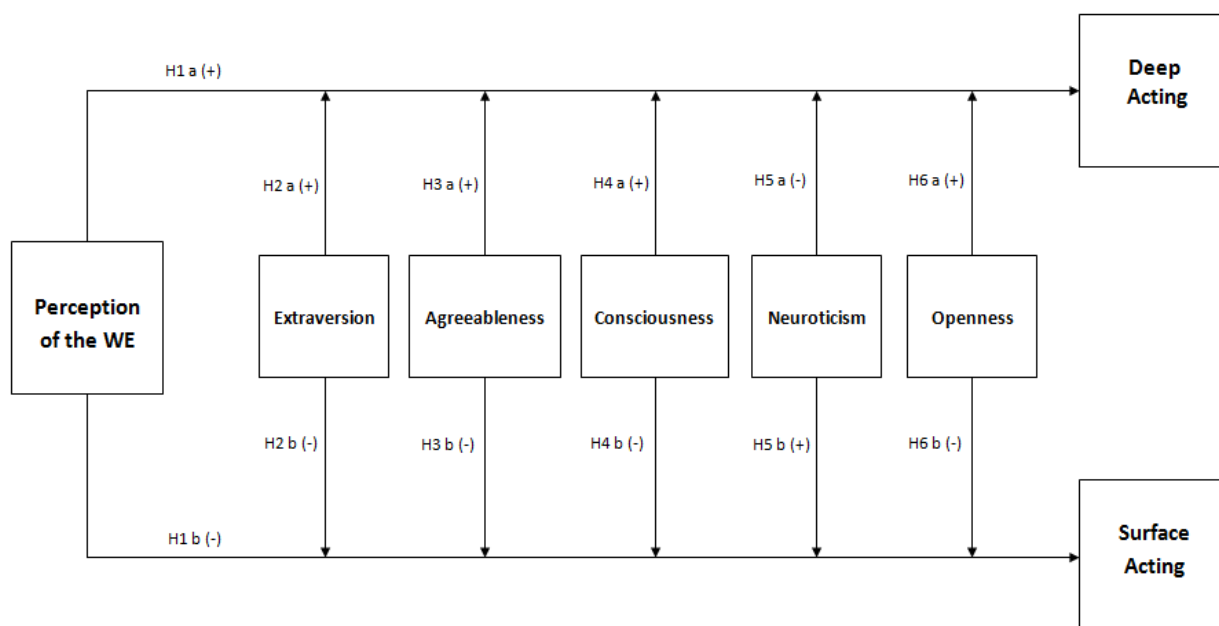 H1 a (+)
Deep
Acting
H2 a (+)
H3 a (+)
H4 a (+)
H5 a (-)
H6 a (+)
Perception
of the WE
Extraversion
Agreeableness
Consciousness
Neuroticism
Openness
H2 b (-)
H3 b (-)
H4 b (-)
H5 b (+)
H6 b (-)
H1 b (-)
Surface
Acting